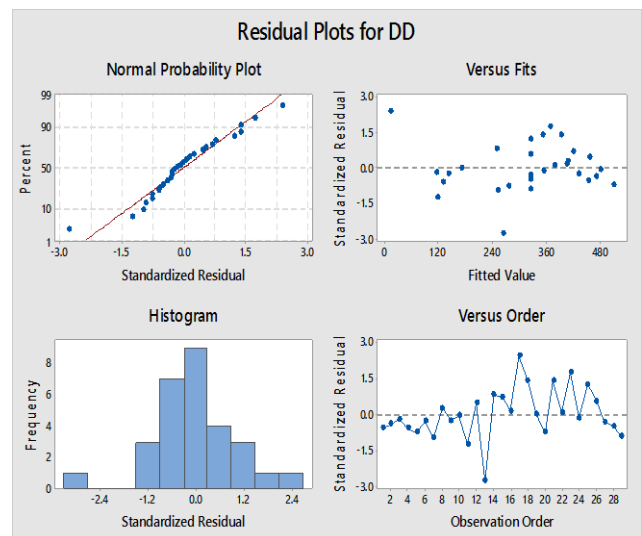 Residual Plots for DD
Normal Probability Plot
Versus Fits
99
90
50
10
1
Percent
-3.0 -1.5 0.0 1.5 3.0
Standardized Residual
3.0
1.5
0.0
-1.5
-3.0
Standardized Residual
0 120 240 360 480
Fitted Value
Histogram
Versus Order
8
6
4
2
0
Frequency
-2.4 -1.2 0.0 1.2 2.4
Standardized Residual
3.0
1.5
0.0
-1.5
-3.0
Standardized Residual
2 4 6 8 10 12 14 16 18 20 22 24 26 28
Observation Order